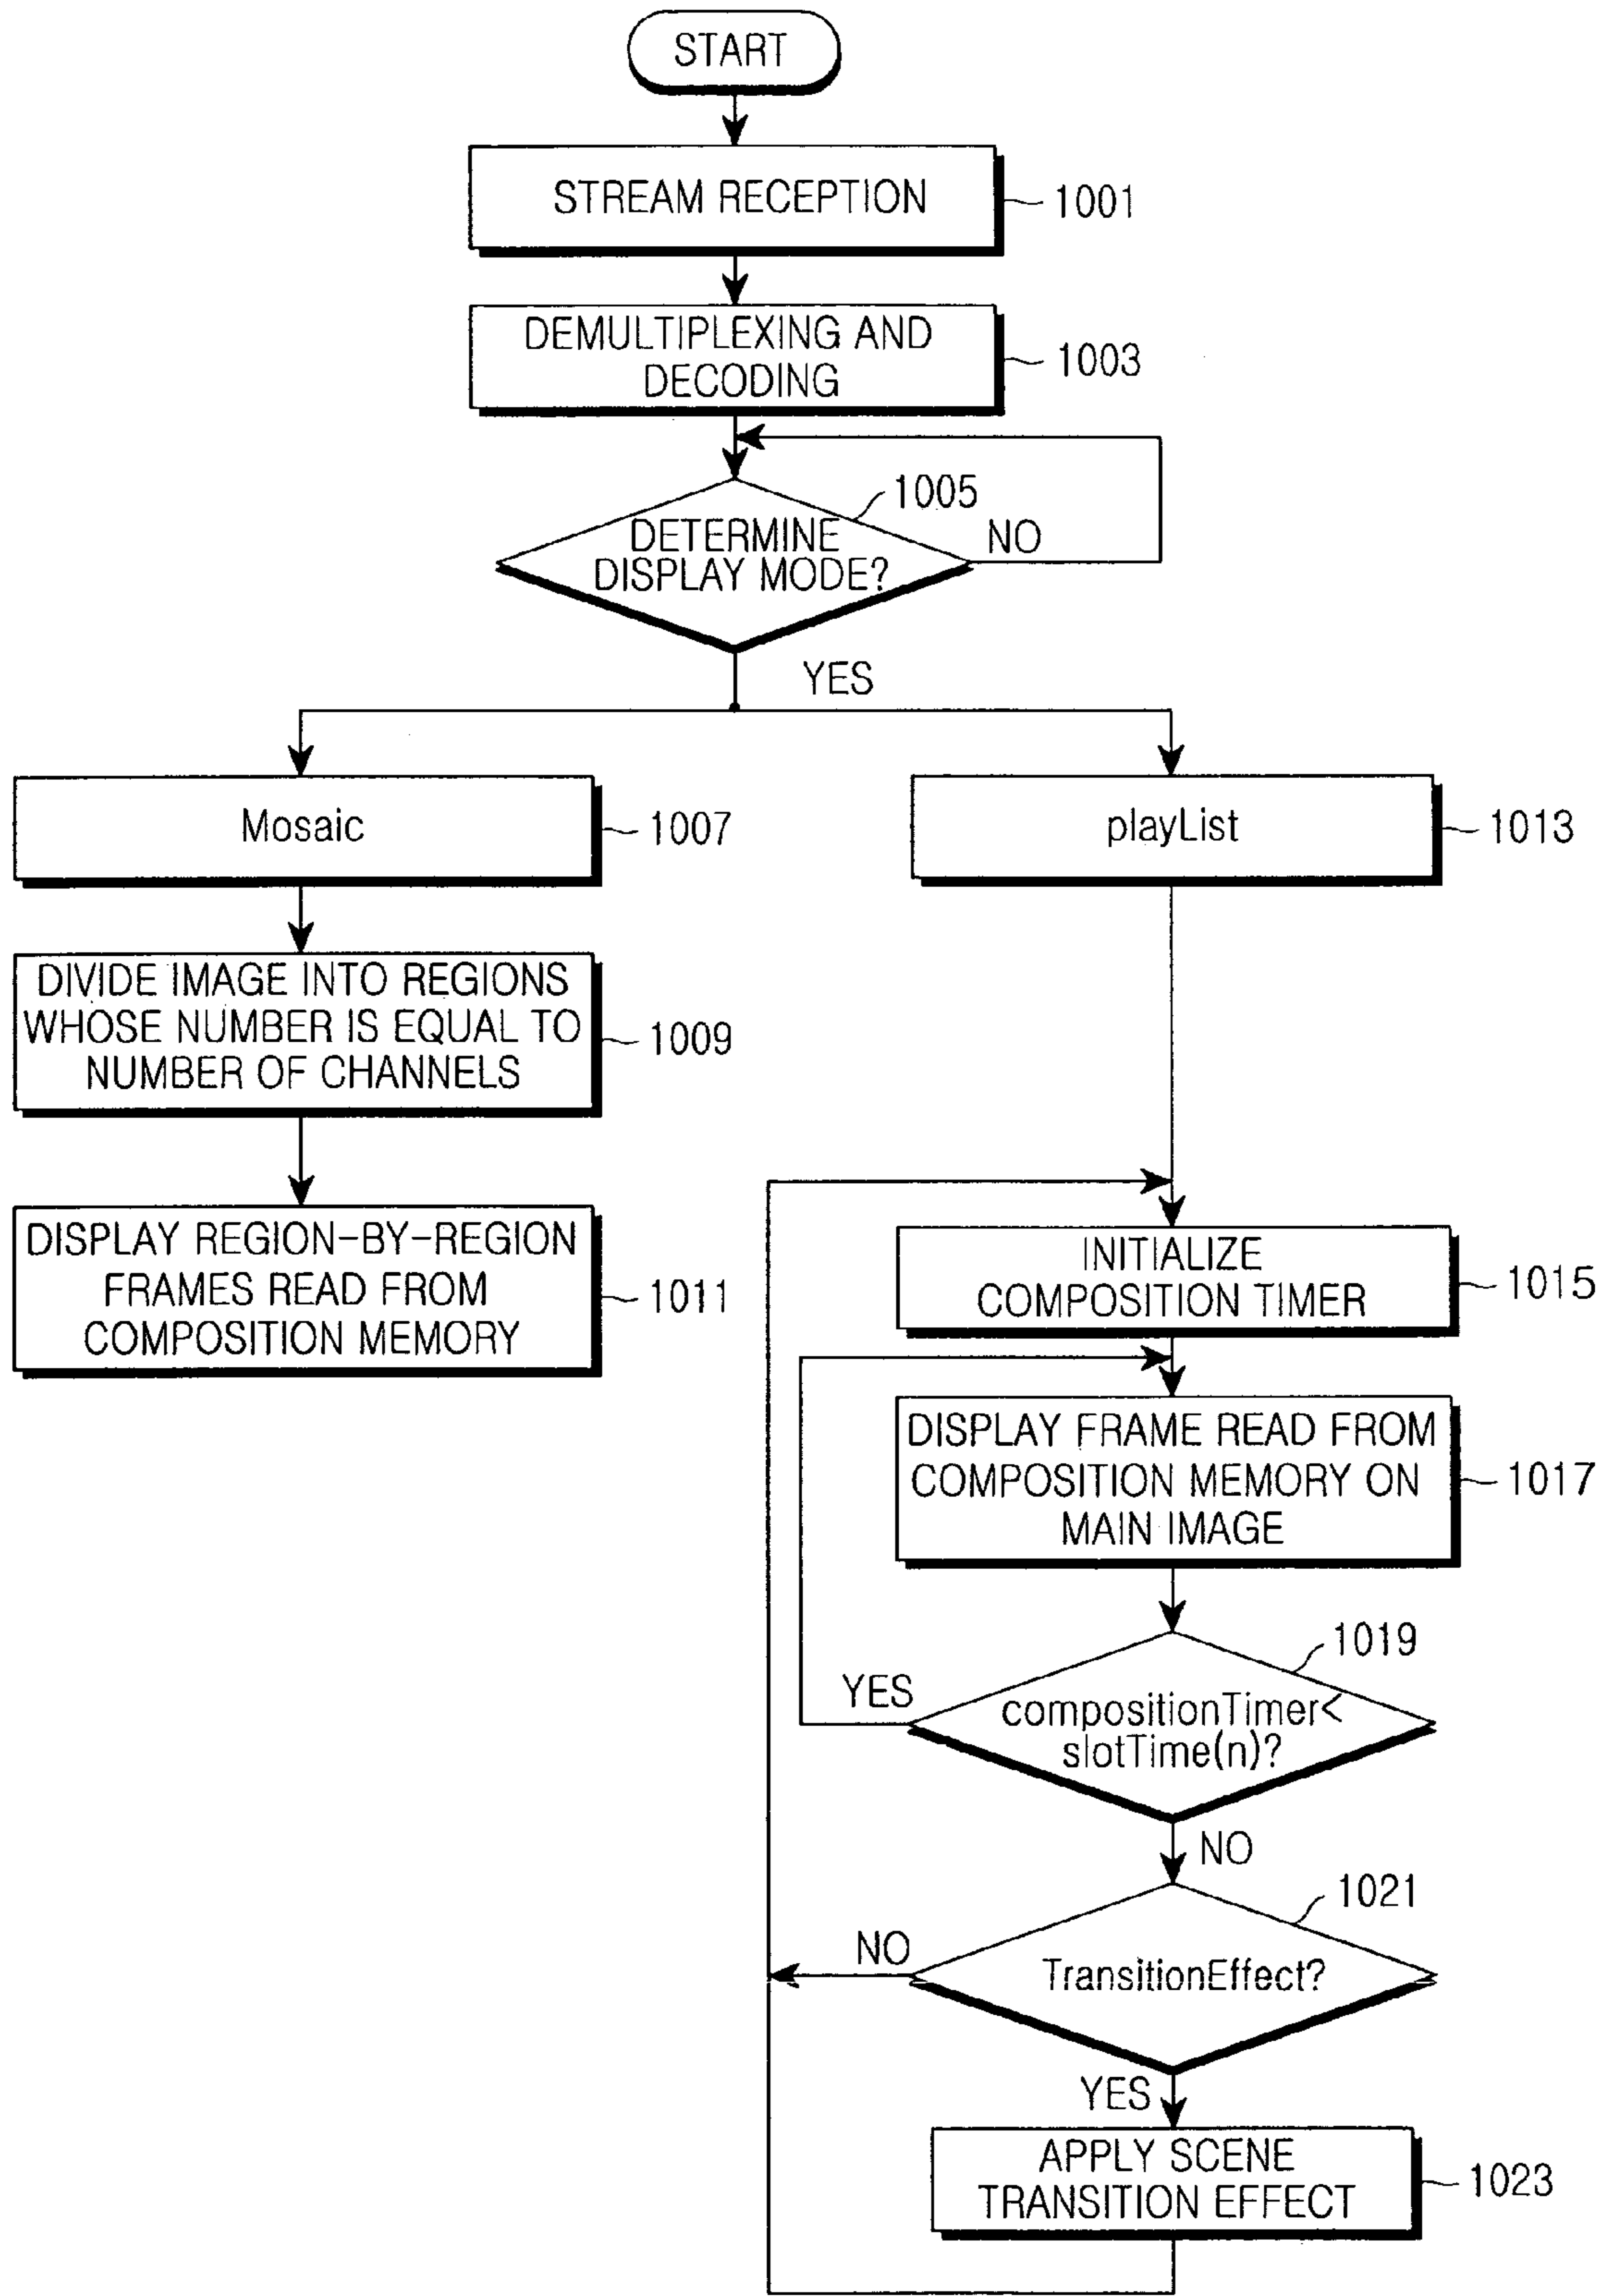 START
STREAM RECEPTION
1001
DEMULTIPLEXING AND
DECODING
1003
1005
DETERMINE
DISPLAY MODE?
NO
YES
Mosaic
1007
playList
1013
DIVIDE IMAGE INTO REGIONS
WHOSE NUMBER IS EQUAL TO
NUMBER OF CHANNELS
1009
DISPLAY REGION-BY-REGION
FRAMES READ FROM
COMPOSITION MEMORY
1011
INITIALIZE
COMPOSITION TIMER
1015
DISPLAY FRAME READ FROM
COMPOSITION MEMORY ON
MAIN IMAGE
1017
1019
YES
compositionTimer<
slotTime(n)?
NO
1021
NO
TransitionEffect?
YES
APPLY SCENE
TRANSITION EFFECT
1023